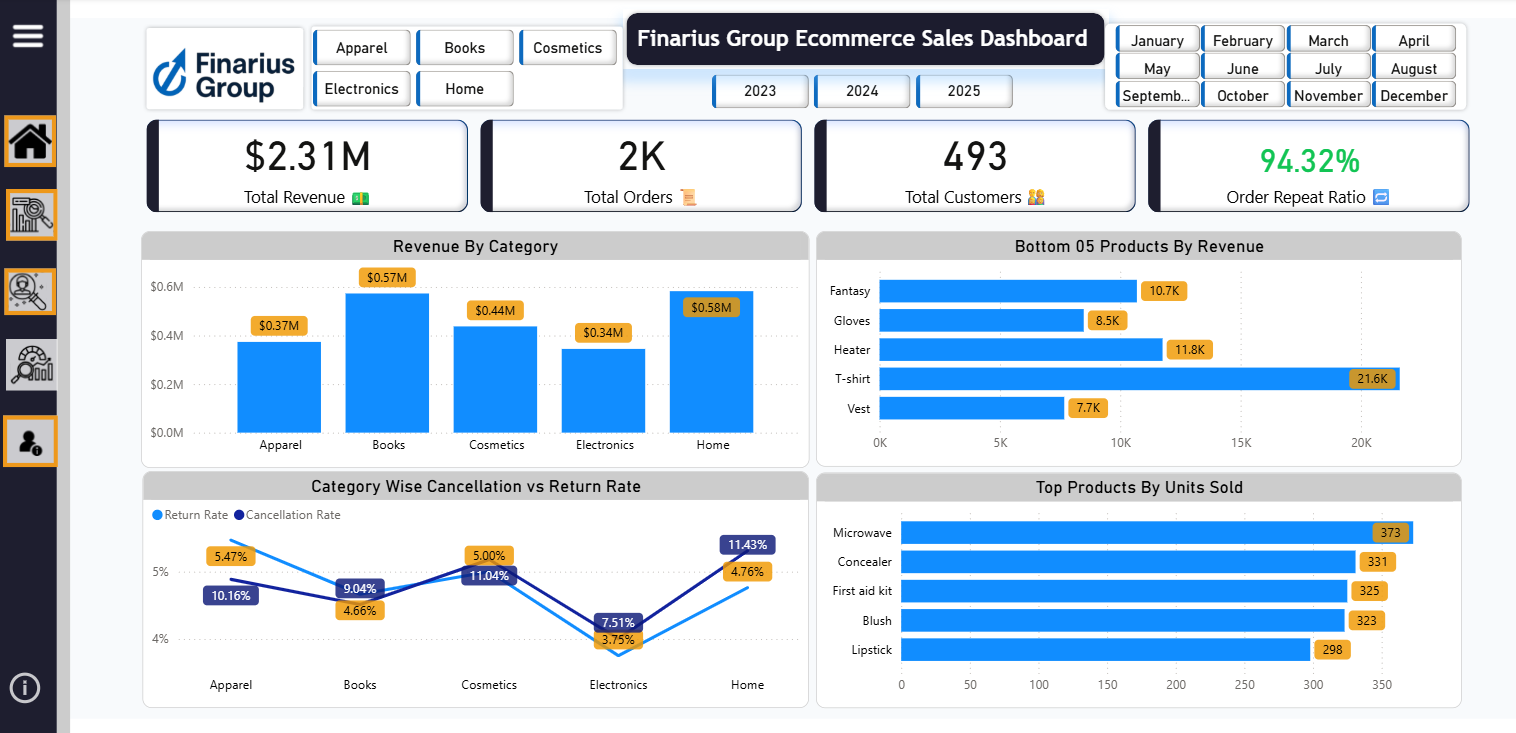 Finarius
Group
Apparel
Books
Cosmetics
Electronics
Home
Finarius Group Ecommerce Sales Dashboard
2023
2024
2025
January
February
March
April
May
June
July
August
Septemb...
October
November
December
$2.31M
Total Revenue
2K
Total Orders
493
Total Customers
94.32%
Order Repeat Ratio
Revenue By Category
$0.6M
$0.4M
$0.2M
$0.0M
$0.37M
$0.57M
$0.44M
$0.34M
$0.58M
Apparel
Books
Cosmetics
Electronics
Home
Bottom 05 Products By Revenue
Fantasy
10.7K
Gloves
8.5K
Heater
11.8K
T-shirt
21.6K
Vest
7.7K
0K
5K
10K
15K
20K
Category Wise Cancellation vs Return Rate
Return Rate
Cancellation Rate
5%
4%
5.47%
10.16%
9.04%
4.66%
5.00%
11.04%
7.51%
3.75%
11.43%
4.76%
Apparel
Books
Cosmetics
Electronics
Home
Top Products By Units Sold
Microwave
373
Concealer
331
First aid kit
325
Blush
323
Lipstick
298
0
50
100
150
200
250
300
350